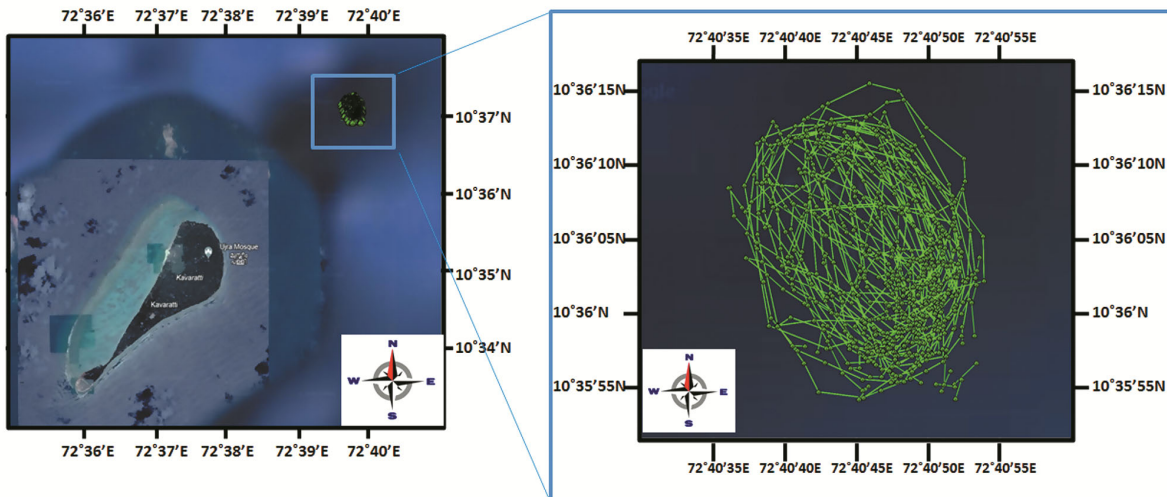 72˚36’E 72˚37’E 72˚38’E 72˚39’E 72˚40’E
10˚37’N
10˚36’N
10˚35’N
10˚34’N
Ujra Mosque
Kavaratti
Kavaratti
N
W E
S
72˚36’E 72˚37’E 72˚38’E 72˚39’E 72˚40’E
72˚40’35E 72˚40’40E 72˚40’45E 72˚40’50E 72˚40’55E
10˚36’15N 10˚36’15N
10˚36’10N 10˚36’10N
10˚36’05N 10˚36’05N
10˚36’N 10˚36’N
10˚35’55N 10˚35’55N
N
W E
S
72˚40’35E 72˚40’40E 72˚40’45E 72˚40’50E 72˚40’55E